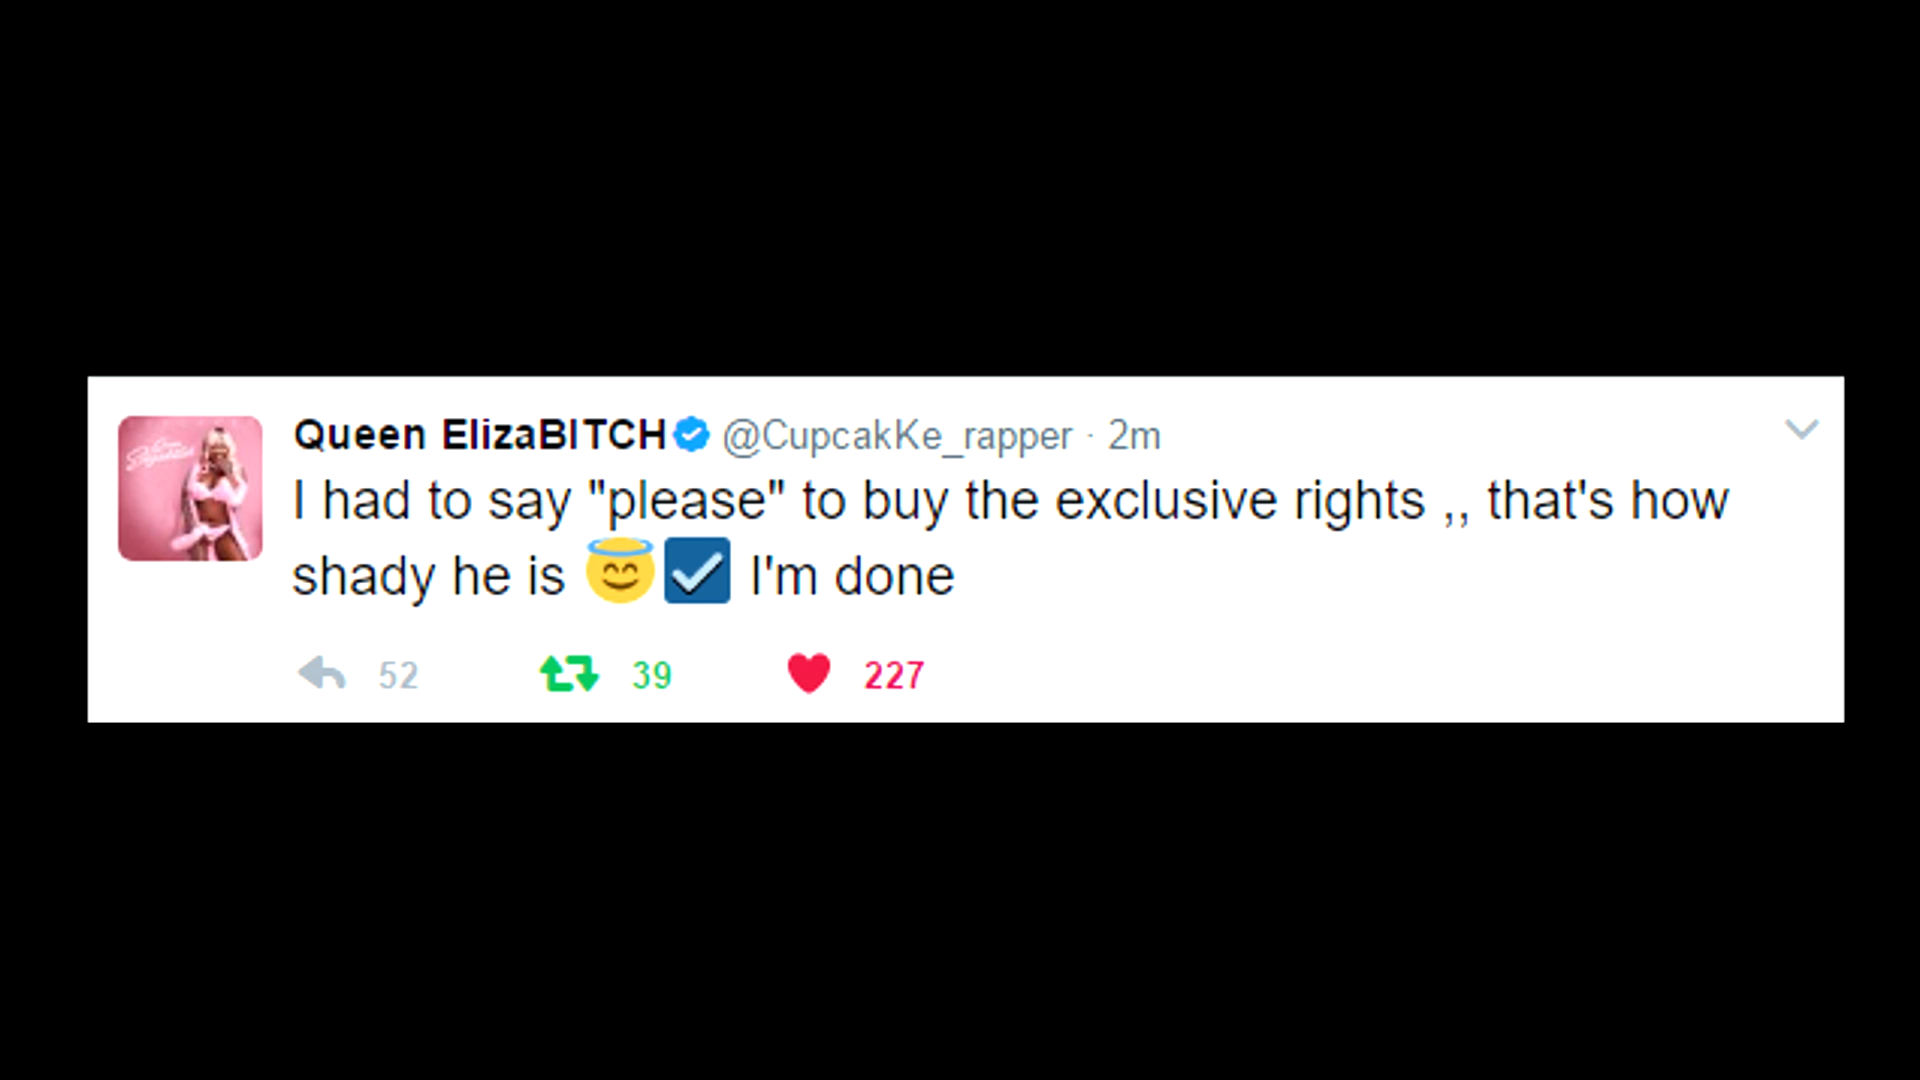 Queen ElizaBITCH @CupcakKe_rapper · 2m
I had to say "please" to buy the exclusive rights ,, that's how
shady he is 😇☑ I'm done
52 39 227